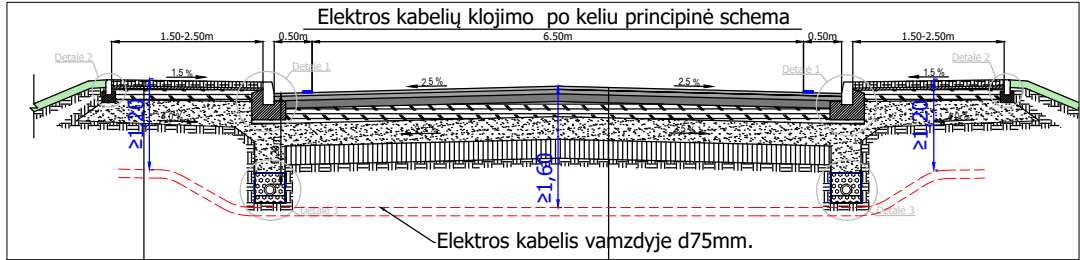 Elektros kabelių klojimo po keliu principinė schema
1.50-2.50m
0.50m
6.50m
0.50m
1.50-2.50m
Detalė 2
Detalė 1
Detalė 1
Detalė 2
1.5 %
2.5 %
2.5 %
1.5 %
≥1,20
≥1,60
≥1,20
Detalė 3
Detalė 3
Elektros kabelis vamzdyje d75mm.